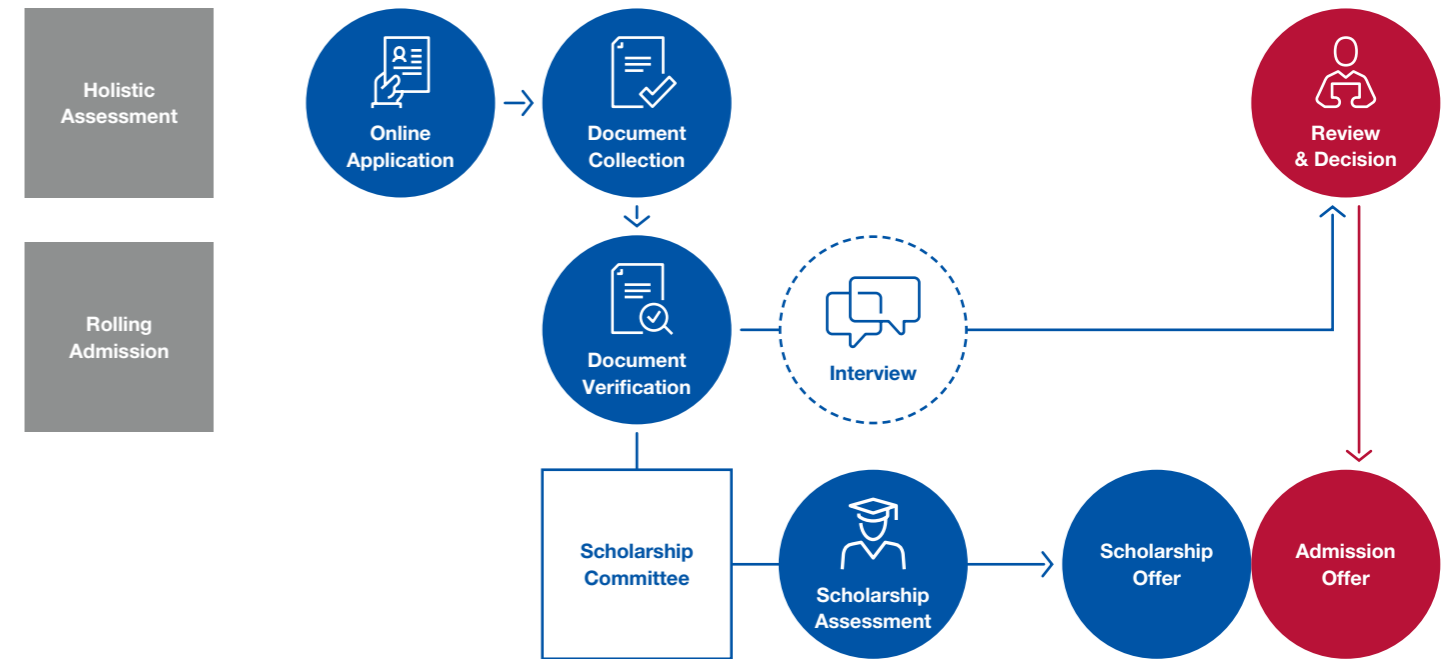 Holistic
Assessment
Online
Application
Document
Collection
Review
& Decision
Rolling
Admission
Document
Verification
Interview
Scholarship
Committee
Scholarship
Assessment
Scholarship
Offer
Admission
Offer